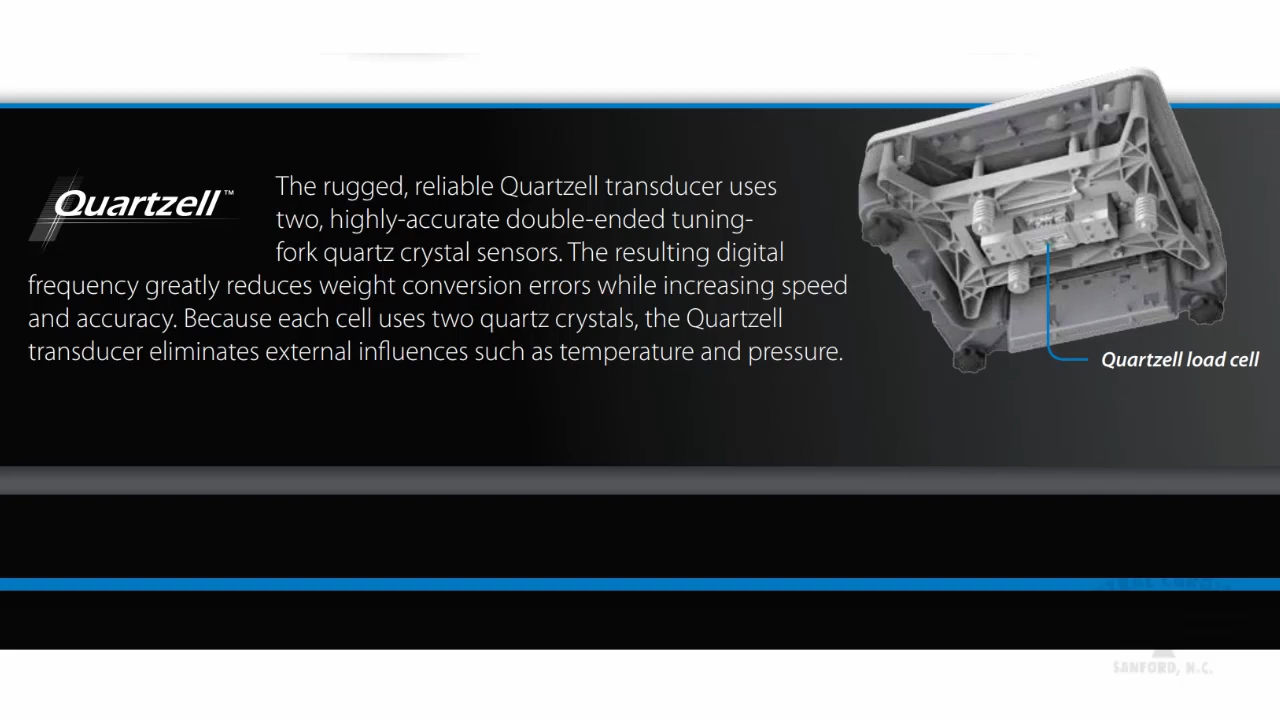 Quartzell™
The rugged, reliable Quartzell transducer uses
two, highly-accurate double-ended tuning-
fork quartz crystal sensors. The resulting digital
frequency greatly reduces weight conversion errors while increasing speed
and accuracy. Because each cell uses two quartz crystals, the Quartzell
transducer eliminates external influences such as temperature and pressure.
Quartzell load cell
SANFORD, N.C.